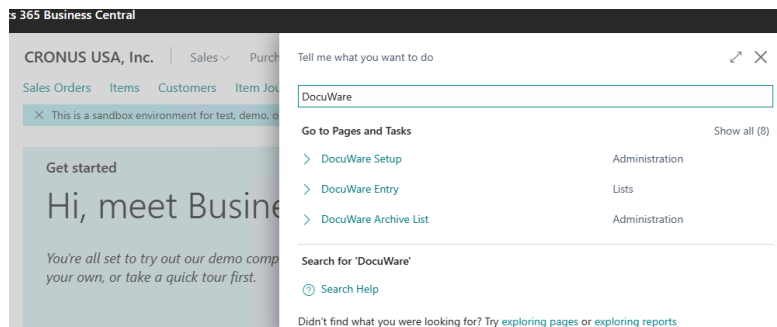 s 365 Business Central
CRONUS USA, Inc. Sales Purch
Sales Orders Items Customers Item Jou
This is a sandbox environment for test, demo, o
Get started
Hi, meet Busine
You're all set to try out our demo comp
your own, or take a quick tour first.
Tell me what you want to do
DocuWare
Go to Pages and Tasks Show all (8)
DocuWare Setup Administration
DocuWare Entry Lists
DocuWare Archive List Administration
Search for 'DocuWare'
Search Help
Didn't find what you were looking for? Try exploring pages or exploring reports